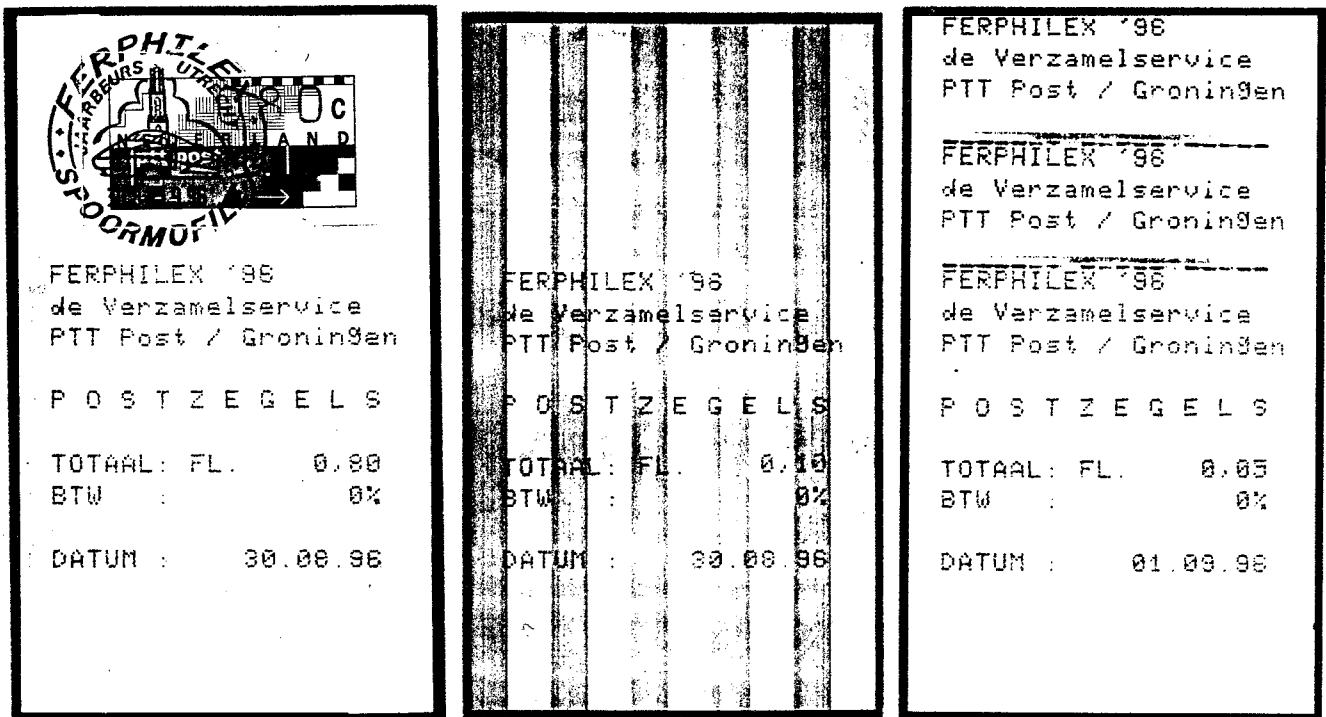 FERPHILEX
JAARBEURS UTRECHT
80 C
NEDERLAND
SPOORMOFIL
FERPHILEX '96
de Verzamelservice
PTT Post / Groningen
P O S T Z E G E L S
TOTAAL: FL. 0,80
BTW : 0%
DATUM : 30.08.96
FERPHILEX '96
de Verzamelservice
PTT Post / Groningen
P O S T Z E G E L S
TOTAAL: FL. 0,10
BTW : 0%
DATUM : 30.08.96
FERPHILEX '96
de Verzamelservice
PTT Post / Groningen
FERPHILEX '96
de Verzamelservice
PTT Post / Groningen
FERPHILEX '96
de Verzamelservice
PTT Post / Groningen
P O S T Z E G E L S
TOTAAL: FL. 0,05
BTW : 0%
DATUM : 01.09.96